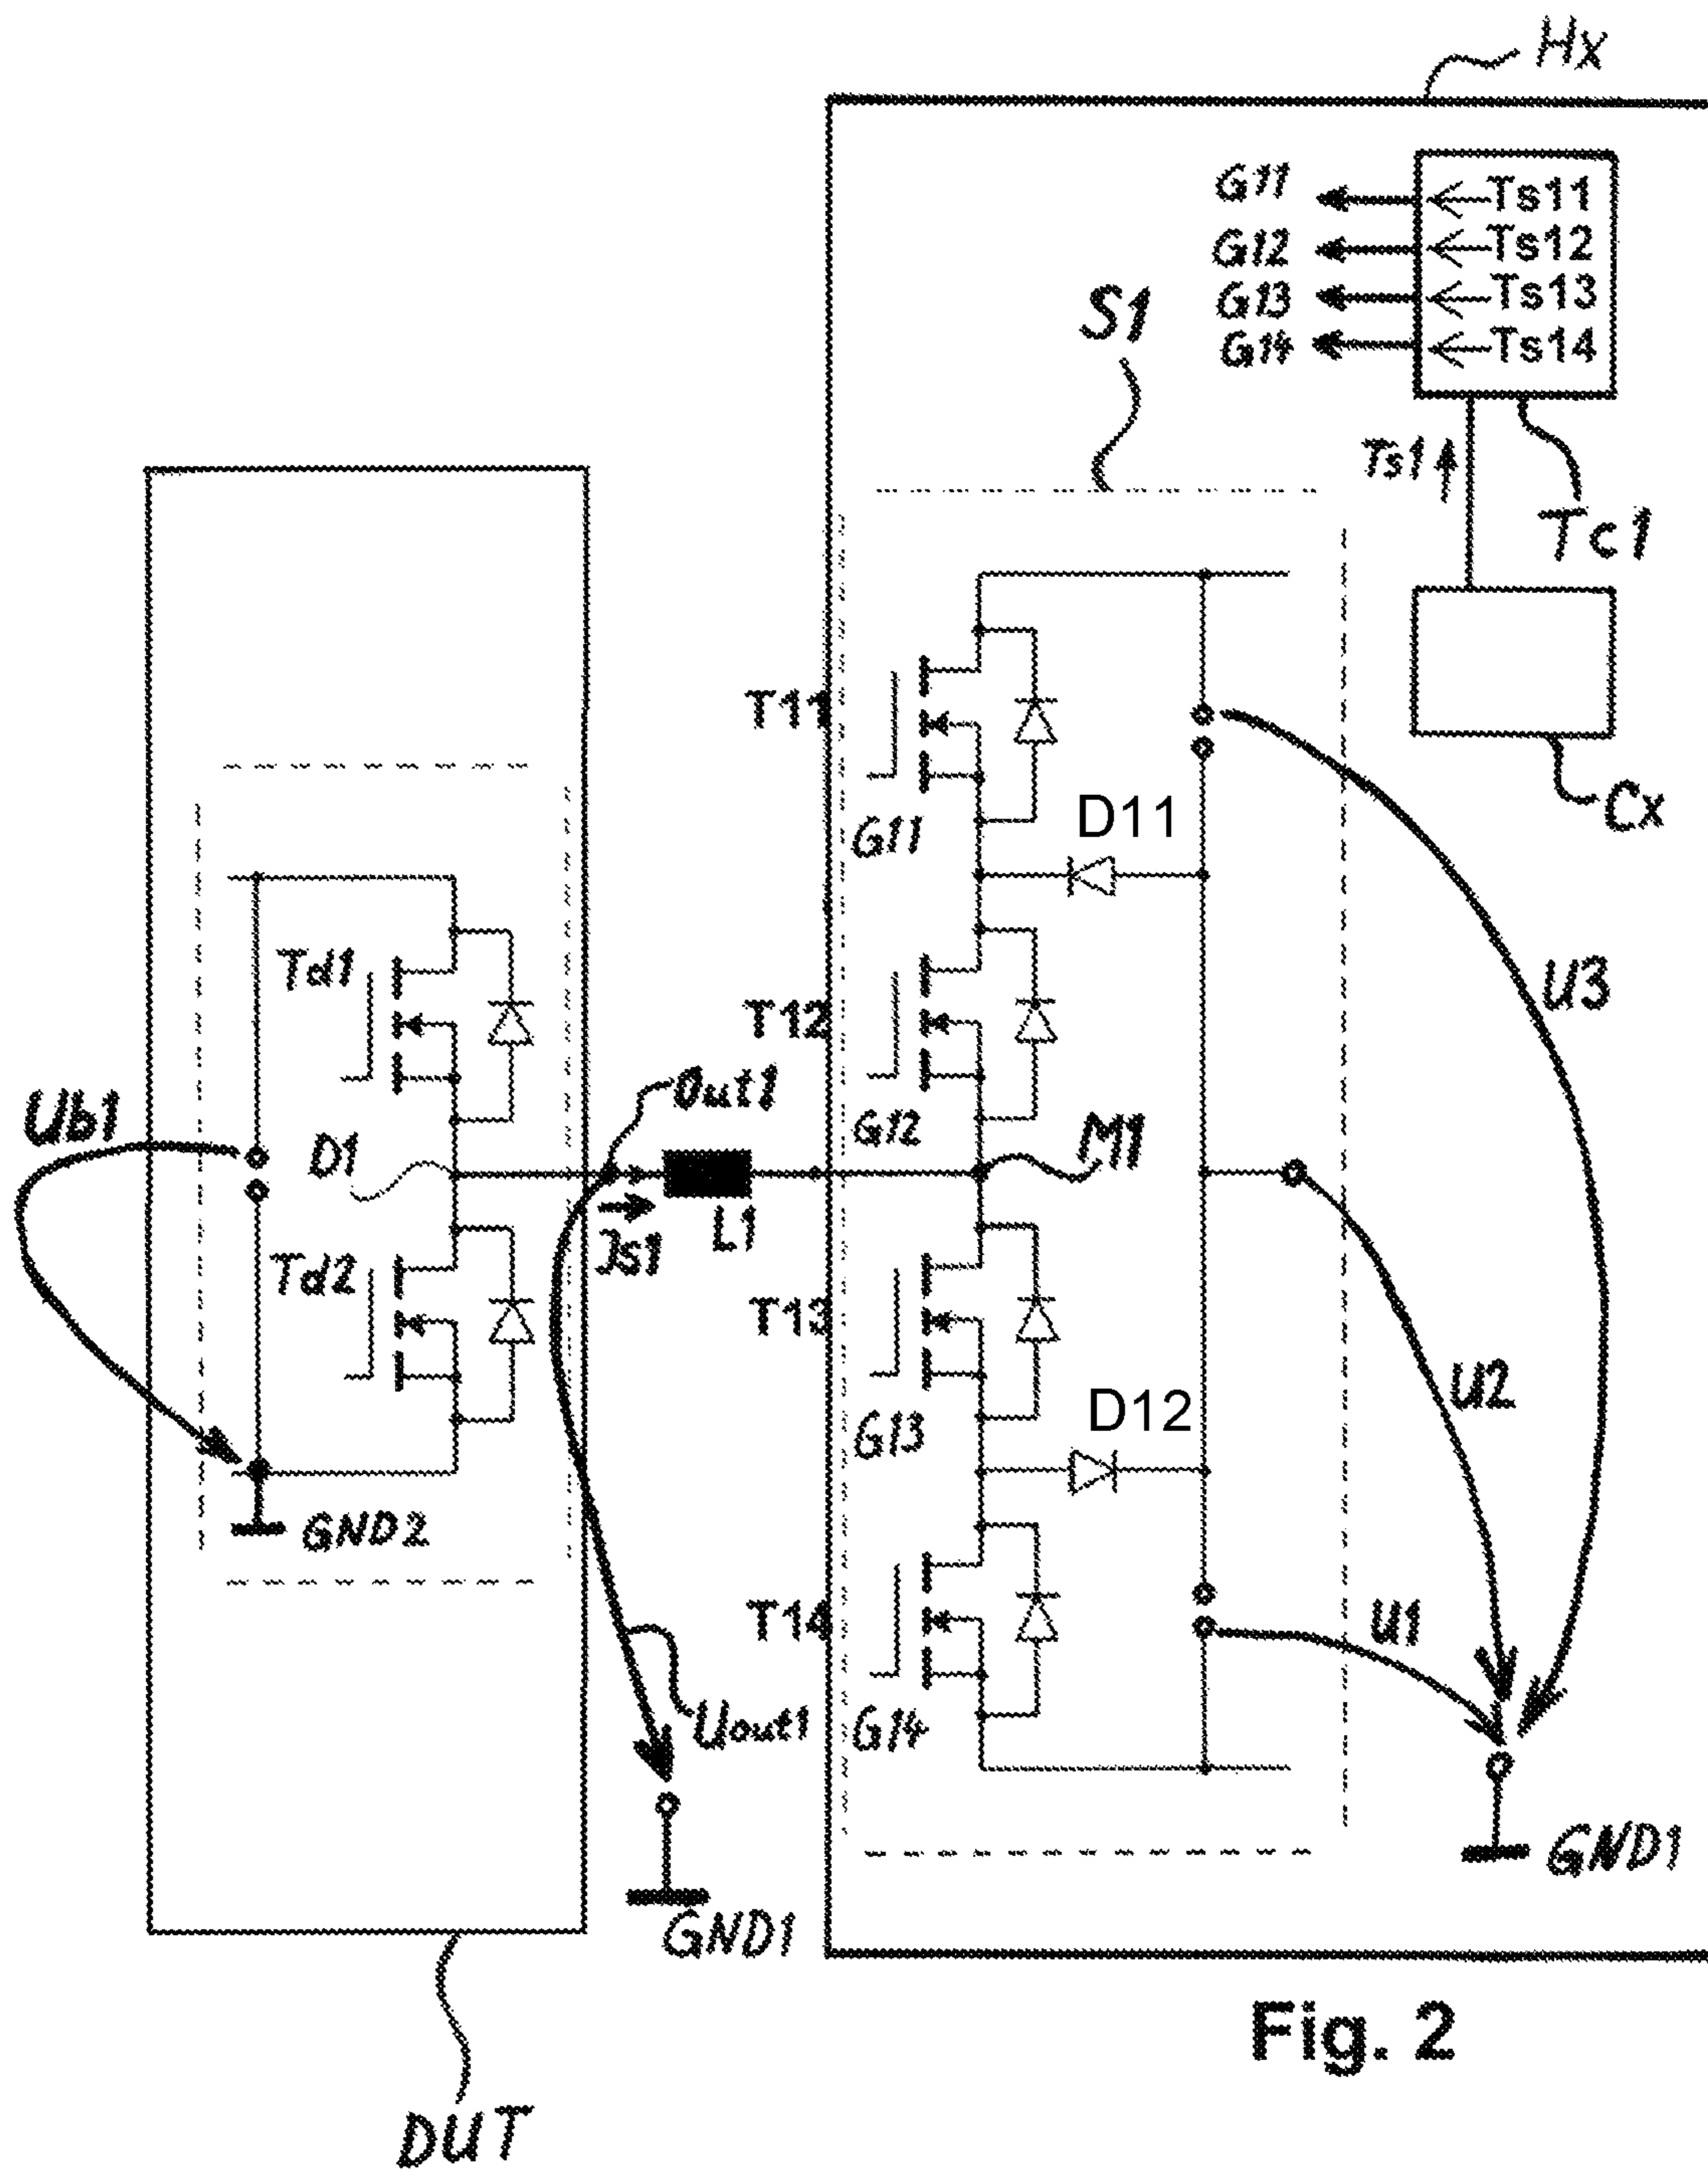 Hx
G11 Ts11
G12 Ts12
G13 Ts13
G14 Ts14
S1
Ts1
Tc1
T11
G11
D11
Cx
Td1
T12
U3
Ub1
D1
Out1
G12
M1
Js1
L1
Td2
T13
U2
D12
G13
GND2
T14
U1
Uout1
G14
GND1
GND1
Fig. 2
DUT